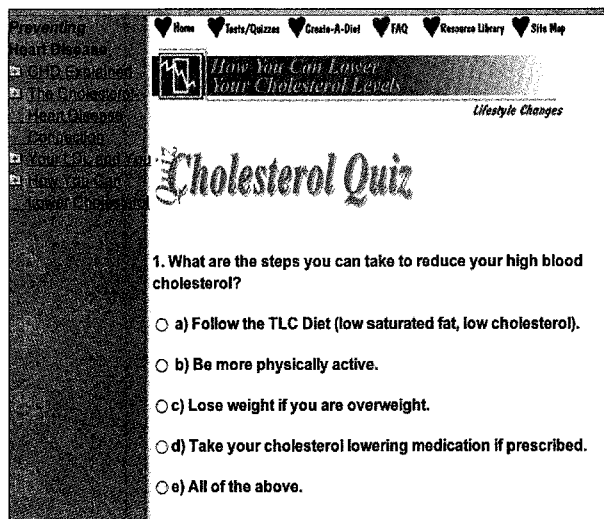 Preventing
Heart Disease
CHD Explained
The Cholesterol-
Heart Disease
Connection
Your LDL and You
How You Can
Lower Cholesterol
Home Tests/Quizzes Create-A-Diet FAQ Resource Library Site Map
How You Can Lower
Your Cholesterol Levels
Lifestyle Changes
Quiz
Cholesterol Quiz
1. What are the steps you can take to reduce your high blood
cholesterol?
a) Follow the TLC Diet (low saturated fat, low cholesterol).
b) Be more physically active.
c) Lose weight if you are overweight.
d) Take your cholesterol lowering medication if prescribed.
e) All of the above.